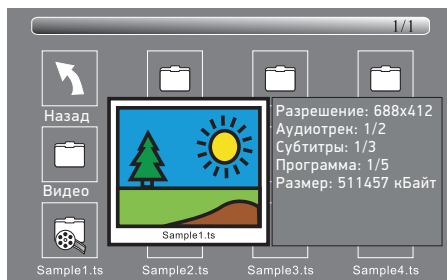 1/1
Назад
Видео
Sample1.ts
Разрешение: 688x412
Аудиотрек: 1/2
Субтитры: 1/3
Программа: 1/5
Размер: 511457 кБайт
Sample1.ts Sample2.ts Sample3.ts Sample4.ts